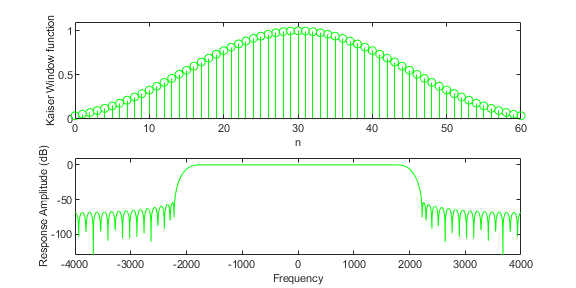 Kaiser Window function
1
0.5
0
0 10 20 30 40 50 60
n
Response Amplitude (dB)
0
-50
-100
-4000 -3000 -2000 -1000 0 1000 2000 3000 4000
Frequency